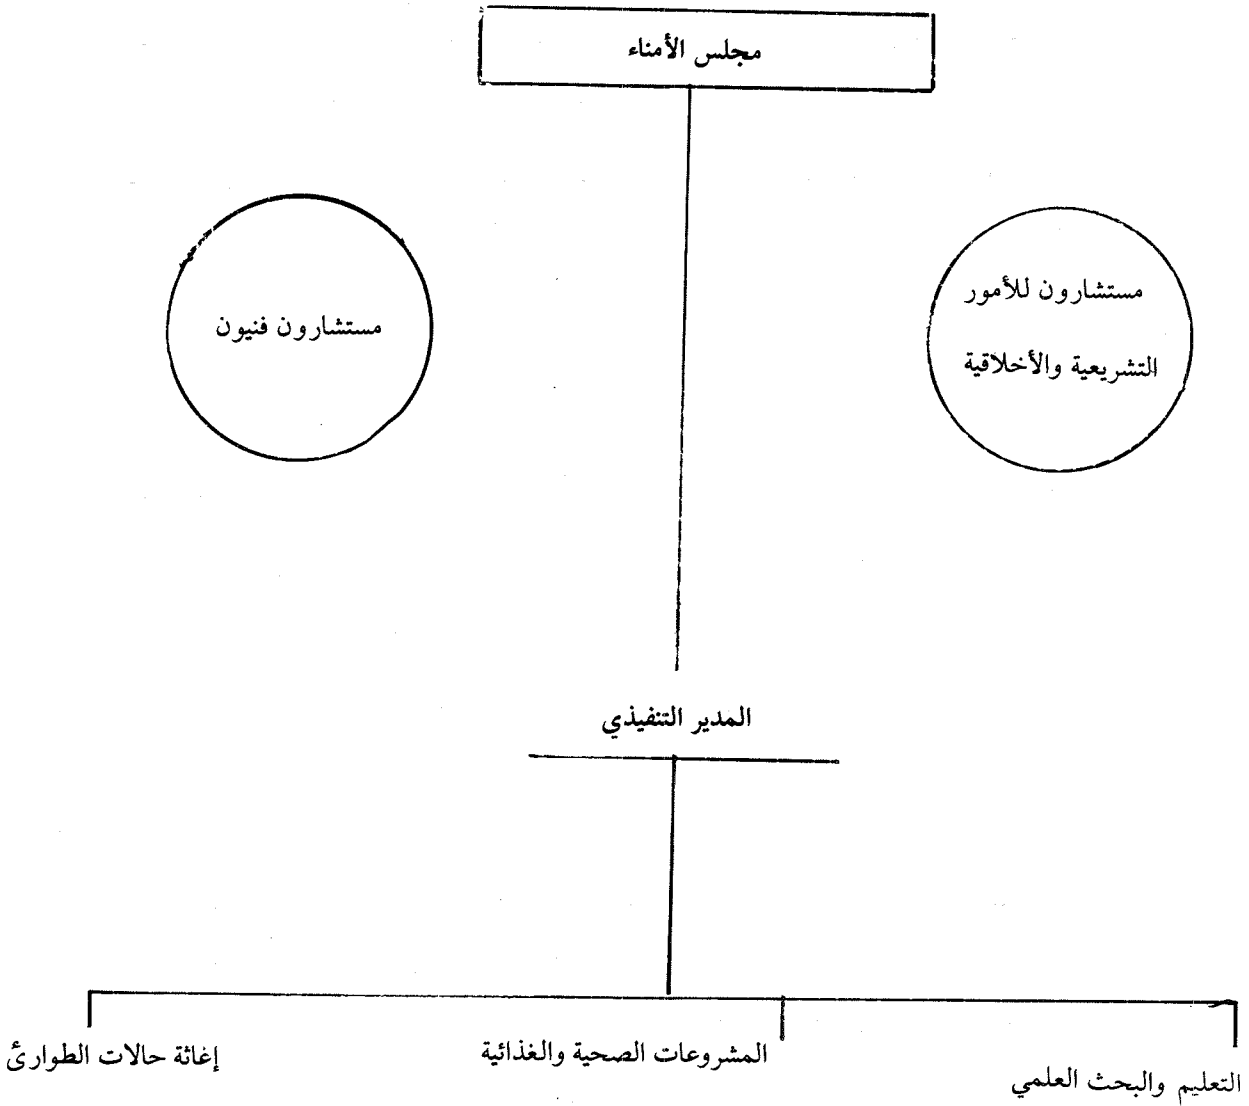 مجلس الأمناء
مستشارون للأمور
التشريعية والأخلاقية
مستشارون فنيون
المدير التنفيذي
التعليم والبحث العلمي
المشروعات الصحية والغذائية
إغاثة حالات الطوارئ